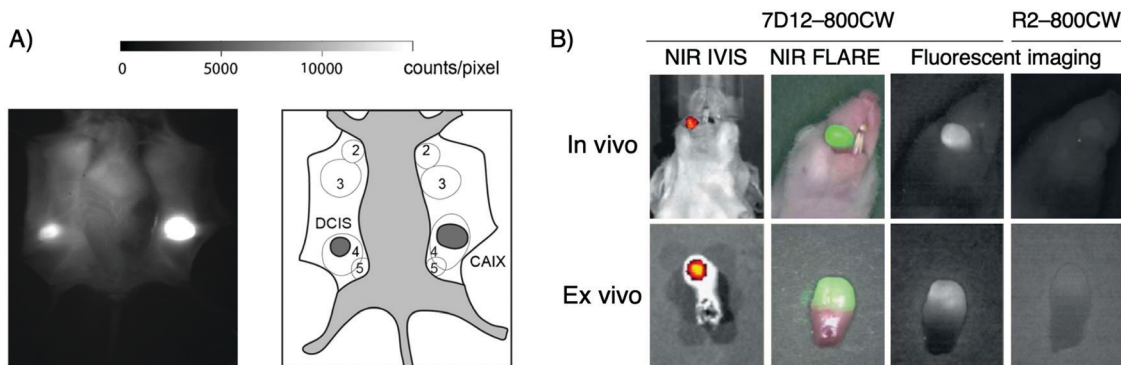 A)
0 5000 10000 counts/pixel
2 2
3 3
DCIS
4 4
CAIX
5 5
B)
7D12–800CW R2–800CW
NIR IVIS NIR FLARE Fluorescent imaging
In vivo
Ex vivo